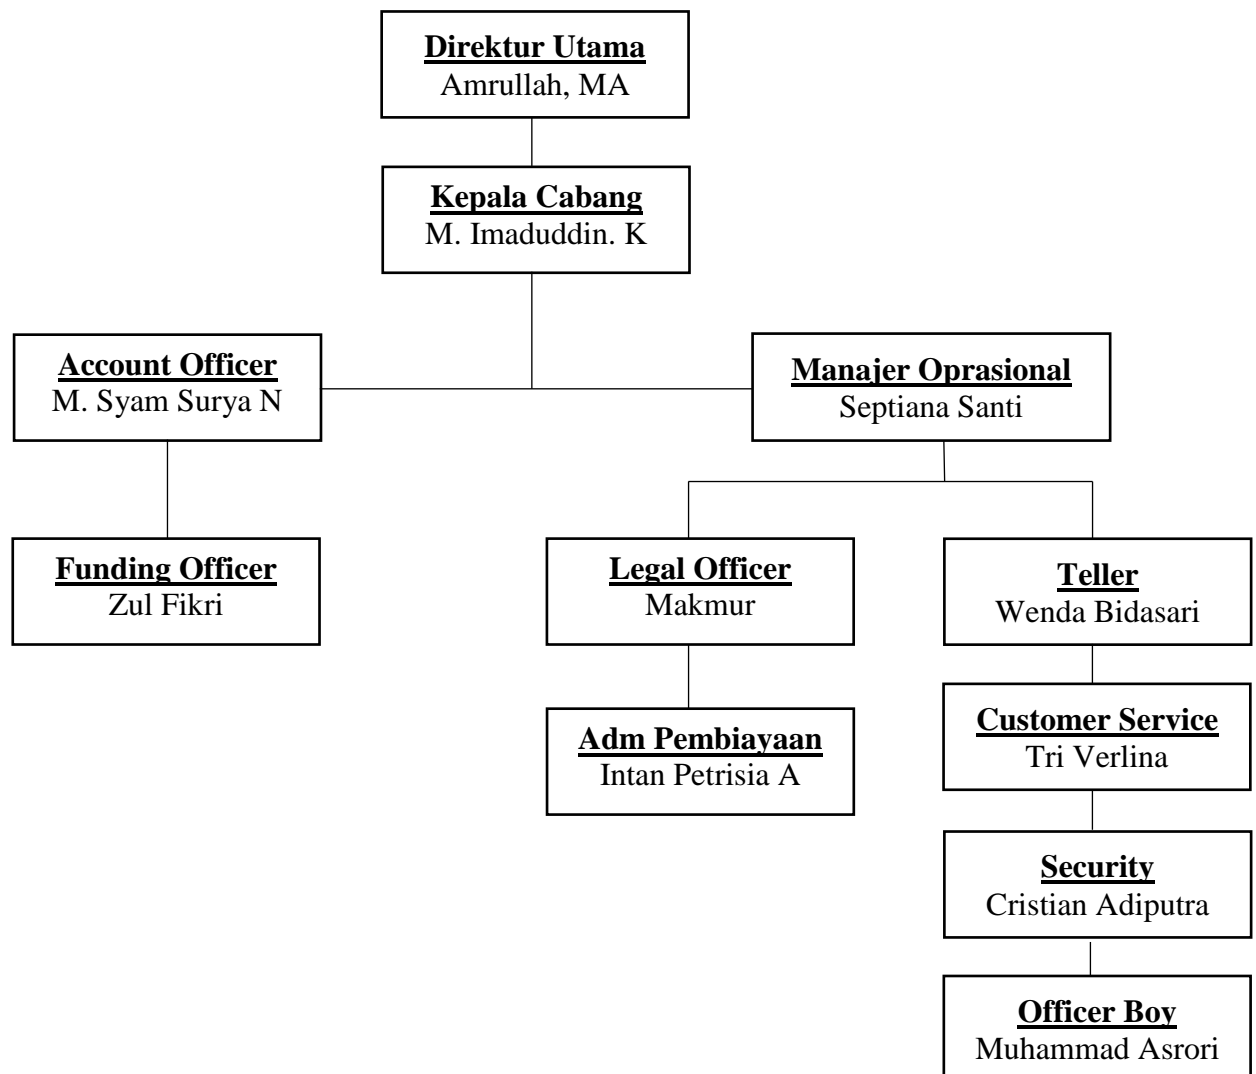 Direktur Utama
Amrullah, MA
Kepala Cabang
M. Imaduddin. K
Account Officer
M. Syam Surya N
Manajer Oprasional
Septiana Santi
Funding Officer
Zul Fikri
Legal Officer
Makmur
Teller
Wenda Bidasari
Adm Pembiayaan
Intan Petrisia A
Customer Service
Tri Verlina
Security
Cristian Adiputra
Officer Boy
Muhammad Asrori